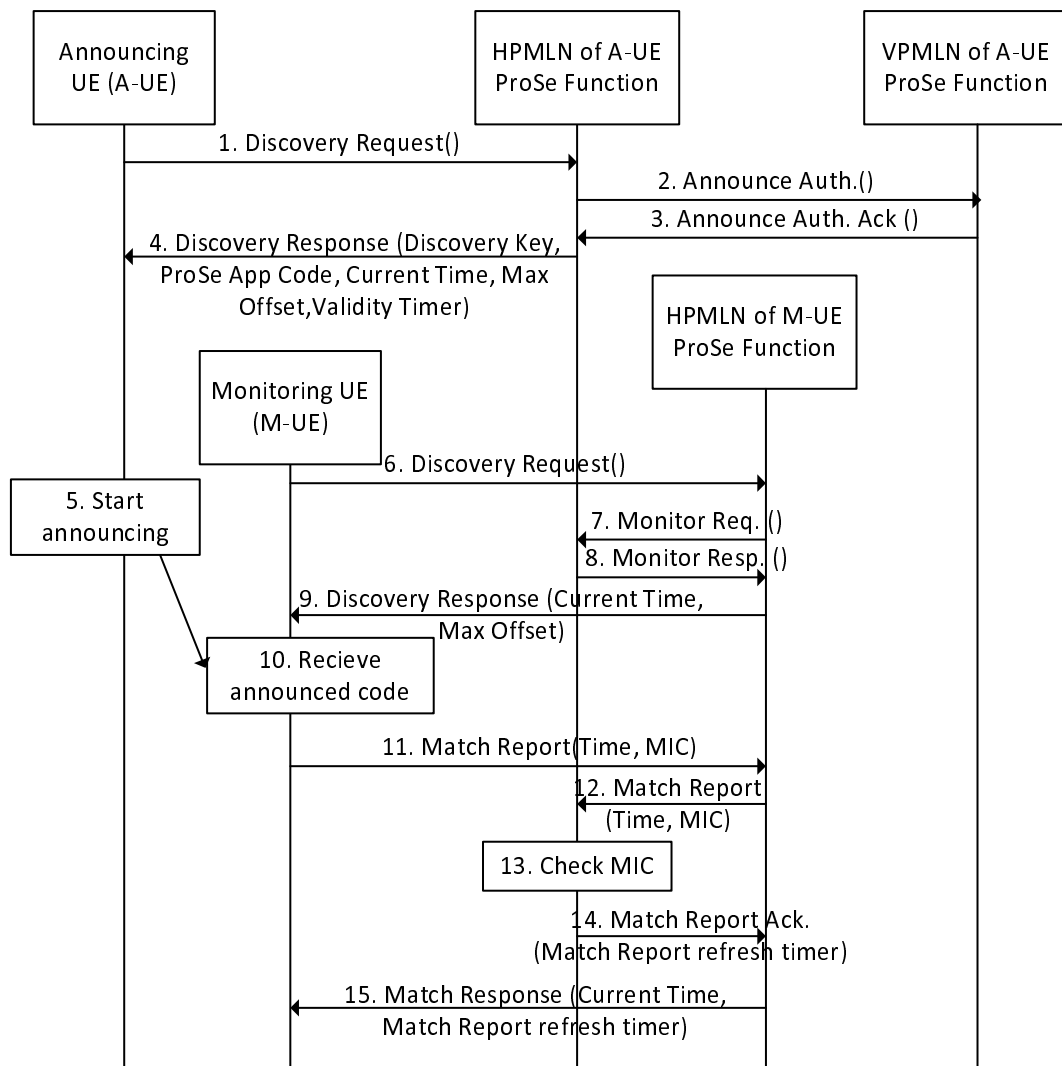 Announcing
UE (A-UE)
HPMLN of A-UE
ProSe Function
VPMLN of A-UE
ProSe Function
1. Discovery Request()
2. Announce Auth.()
3. Announce Auth. Ack ()
4. Discovery Response (Discovery Key,
ProSe App Code, Current Time, Max
Offset,Validity Timer)
HPMLN of M-UE
ProSe Function
Monitoring UE
(M-UE)
6. Discovery Request()
5. Start
announcing
7. Monitor Req. ()
8. Monitor Resp. ()
9. Discovery Response (Current Time,
Max Offset)
10. Recieve
announced code
11. Match Report(Time, MIC)
12. Match Report
(Time, MIC)
13. Check MIC
14. Match Report Ack.
(Match Report refresh timer)
15. Match Response (Current Time,
Match Report refresh timer)